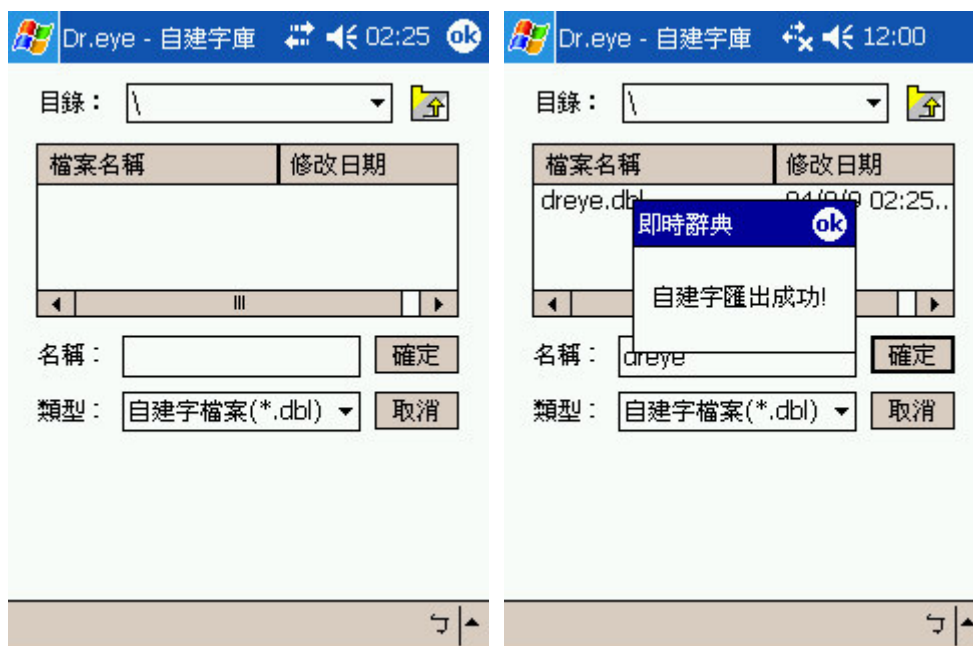 Dr.eye - 自建字庫 02:25 ok
目錄：\
檔案名稱 修改日期
名稱： 確定
類型：自建字檔案(*.dbl) 取消
ㄅ
Dr.eye - 自建字庫 12:00
目錄：\
檔案名稱 修改日期
dreye.dbl 02:25..
即時辭典 ok
自建字匯出成功!
名稱：dreye 確定
類型：自建字檔案(*.dbl) 取消
ㄅ